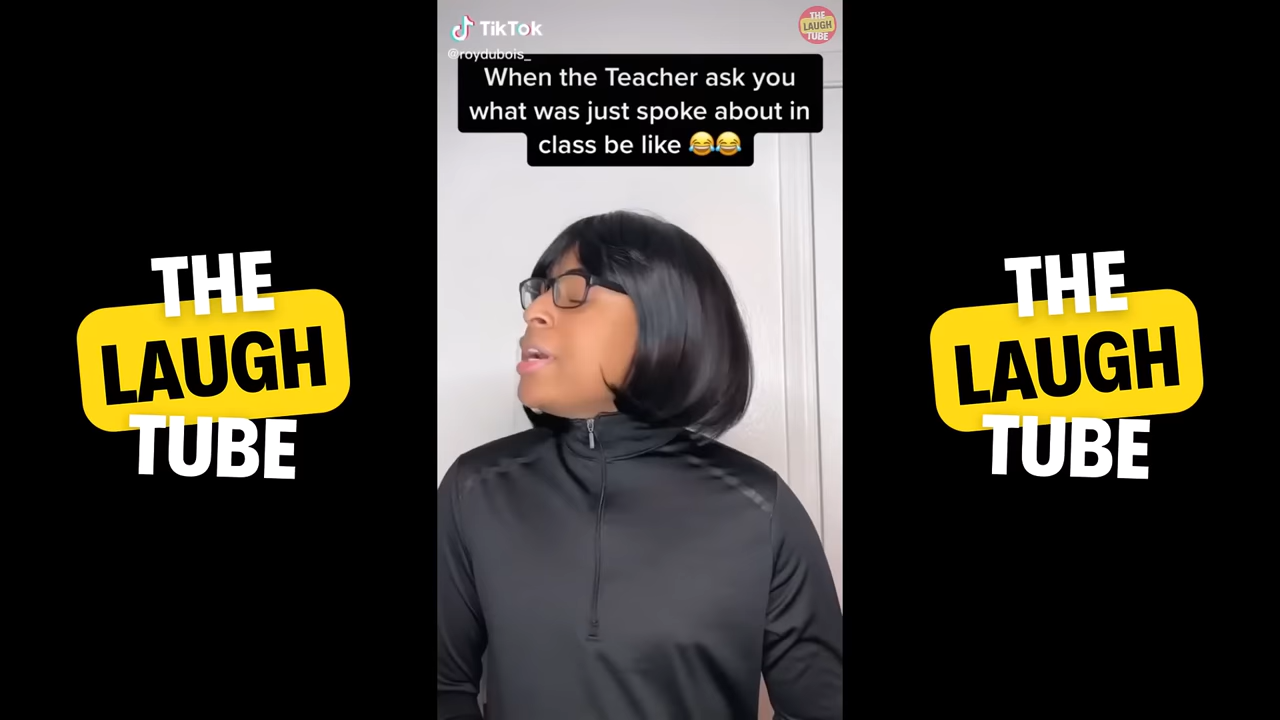 TikTok
@roydubois_
THE
LAUGH
TUBE
When the Teacher ask you
what was just spoke about in
class be like 😂😂
THE
LAUGH
TUBE
THE
LAUGH
TUBE